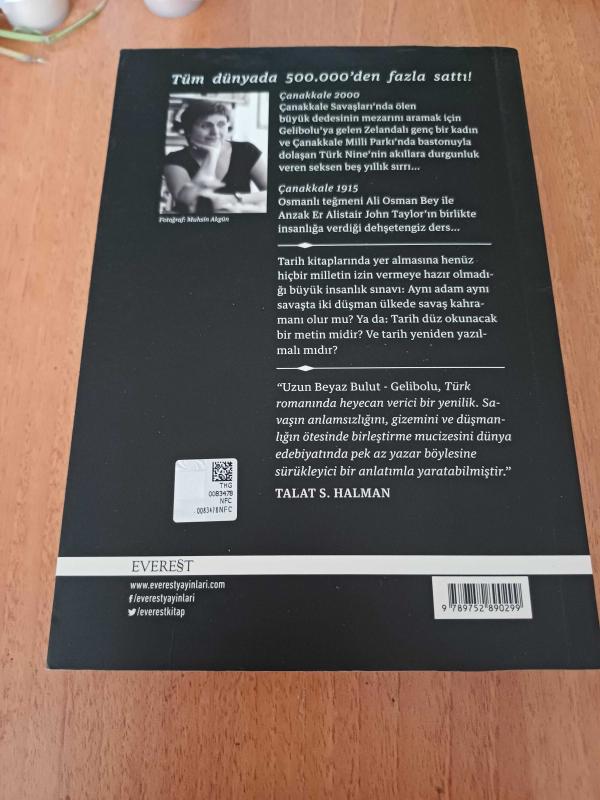 Tüm dünyada 500.000'den fazla sattı!
Çanakkale 2000
Çanakkale Savaşları'nda ölen
büyük dedesinin mezarını aramak için
Gelibolu'ya gelen Zelandalı genç bir kadın
ve Çanakkale Milli Parkı'nda bastonuyla
dolaşan Türk Nine'nin akıllara durgunluk
veren seksen beş yıllık sırrı...
Fotoğraf: Muhsin Akgün
Çanakkale 1915
Osmanlı teğmeni Ali Osman Bey ile
Anzak Er Alistair John Taylor'ın birlikte
insanlığa verdiği dehşetengiz ders...
Tarih kitaplarında yer almasına henüz
hiçbir milletin izin vermeye hazır olmadı-
ğı büyük insanlık sınavı: Aynı adam aynı
savaşta iki düşman ülkede savaş kahra-
manı olur mu? Ya da: Tarih düz okunacak
bir metin midir? Ve tarih yeniden yazıl-
malı mıdır?
"Uzun Beyaz Bulut - Gelibolu, Türk
romanında heyecan verici bir yenilik. Sa-
vaşın anlamsızlığını, gizemini ve düşman-
lığın ötesinde birleştirme mucizesini dünya
edebiyatında pek az yazar böylesine
sürükleyici bir anlatımla yaratabilmiştir."
TALAT S. HALMAN
THG
0083478
NFC
0083478NFC
EVEREST
www.everestyayinlari.com
f/everestyayinlari
/everestkitap
9 789752 890299